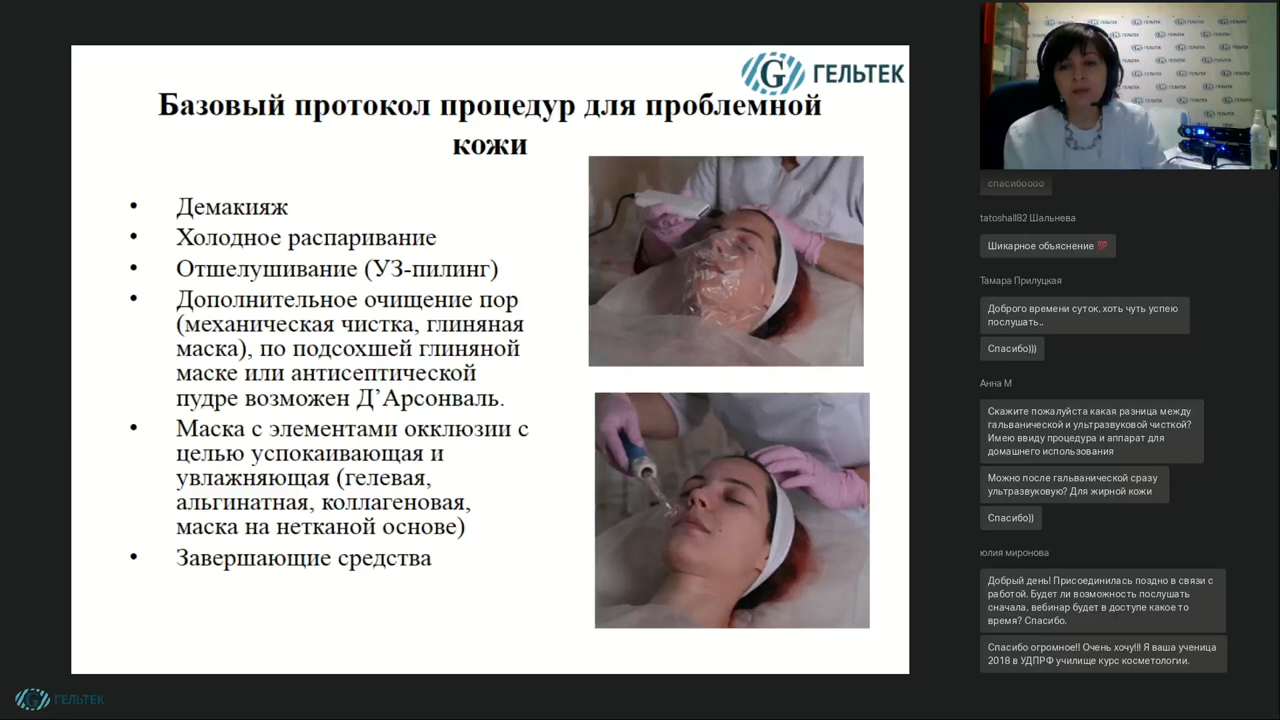 ГЕЛЬТЕК
Базовый протокол процедур для проблемной
кожи
• Демакияж
• Холодное распаривание
• Отшелушивание (УЗ-пилинг)
• Дополнительное очищение пор
(механическая чистка, глиняная
маска), по подсохшей глиняной
маске или антисептической
пудре возможен Д’Арсонваль.
• Маска с элементами окклюзии с
целью успокаивающая и
увлажняющая (гелевая,
альгинатная, коллагеновая,
маска на нетканой основе)
• Завершающие средства
ГЕЛЬТЕК
спасибоооо
tatoshall82 Шальнева
Шикарное объяснение 💯
Тамара Прилуцкая
Доброго времени суток, хоть чуть успею
послушать..
Спасибо)))
Анна М
Скажите пожалуйста какая разница между
гальванической и ультразвуковой чисткой?
Имею ввиду процедура и аппарат для
домашнего использования
Можно после гальванической сразу
ультразвуковую? Для жирной кожи
Спасибо))
юлия миронова
Добрый день! Присоединилась поздно в связи с
работой. Будет ли возможность послушать
сначала, вебинар будет в доступе какое то
время? Спасибо.
Спасибо огромное!! Очень хочу!!! Я ваша ученица
2018 в УДПРФ училище курс косметологии.